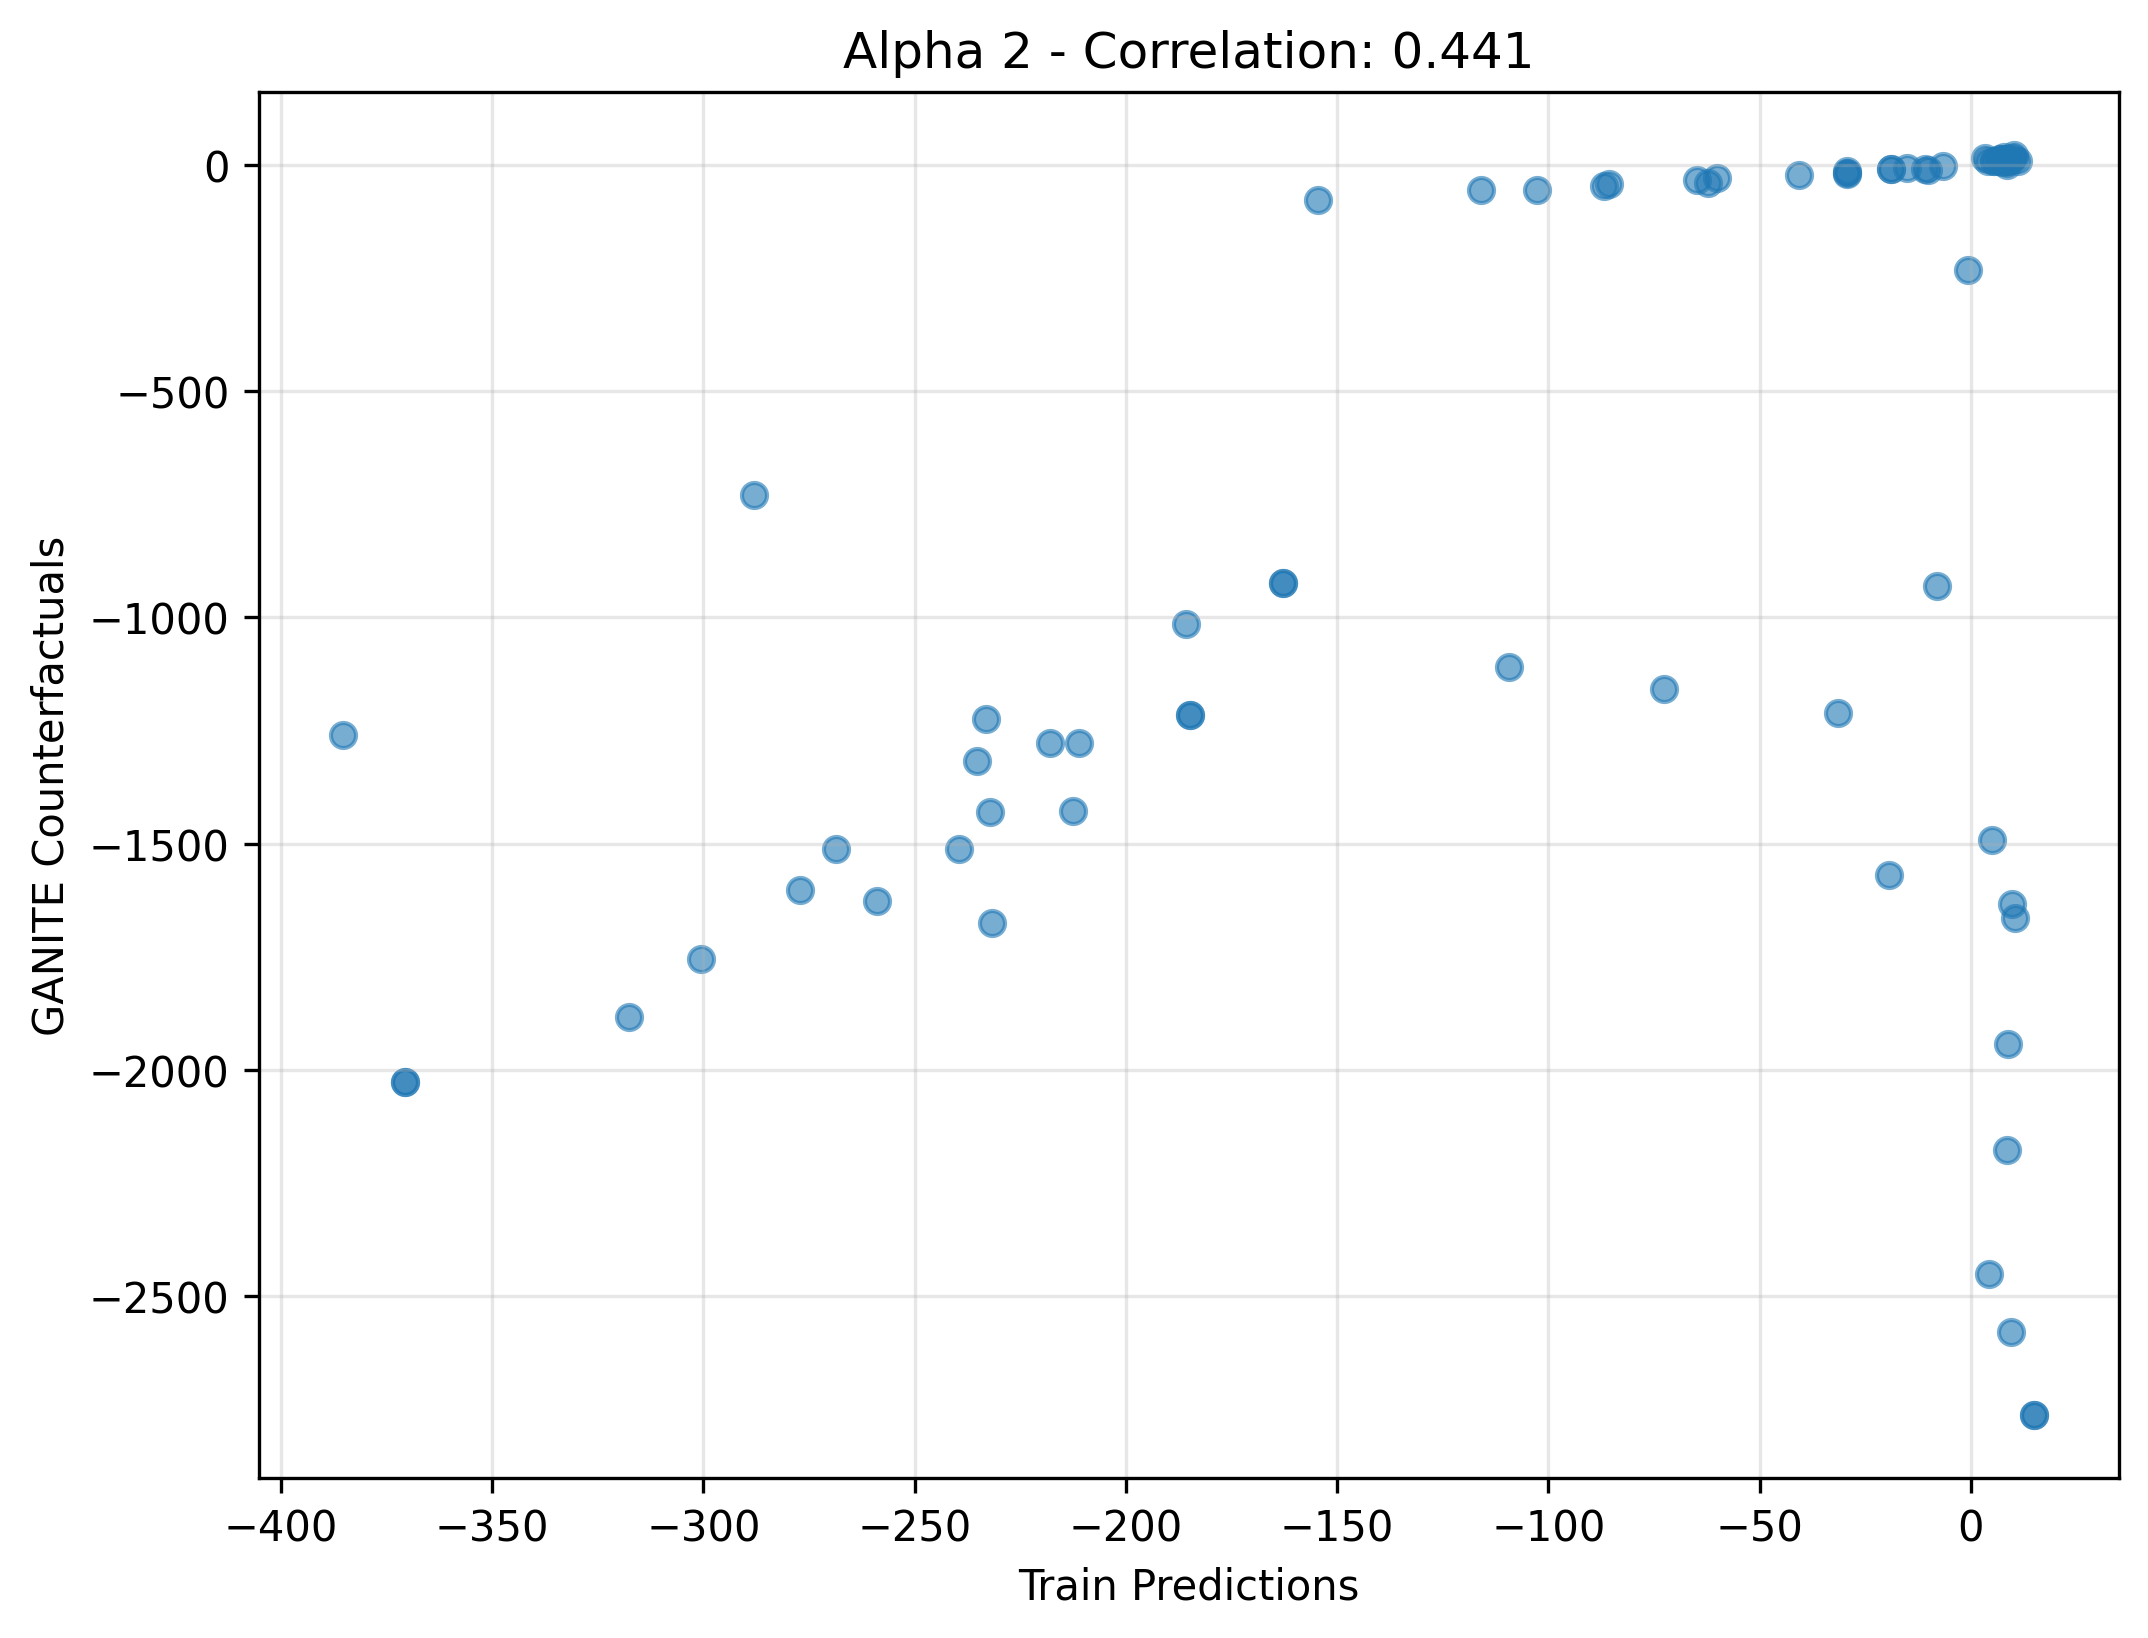 Alpha 2 - Correlation: 0.441
0
−500
−1000
−1500
−2000
−2500
GANITE Counterfactuals
−400 −350 −300 −250 −200 −150 −100 −50 0
Train Predictions